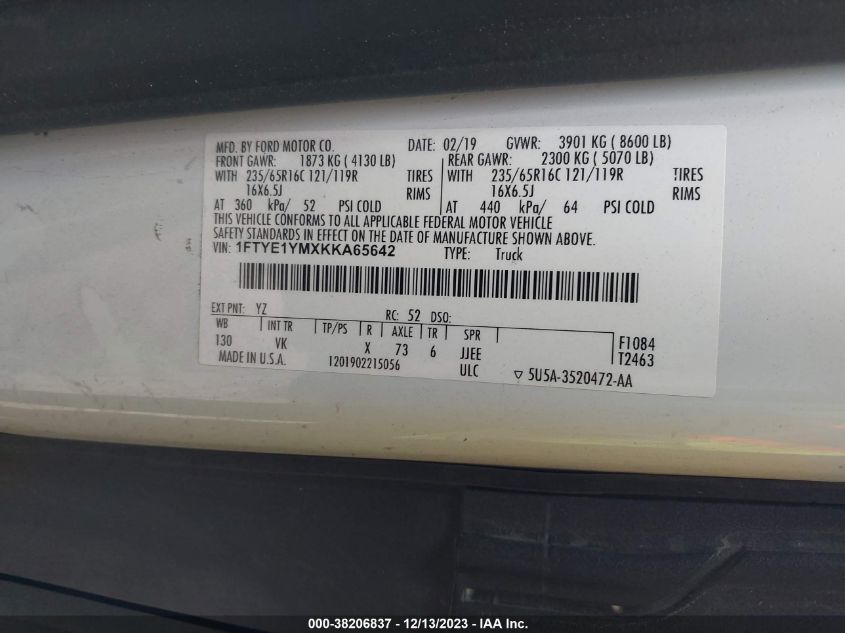 MFD. BY FORD MOTOR CO. DATE: 02/19 GVWR: 3901 KG ( 8600 LB)
FRONT GAWR: 1873 KG ( 4130 LB) REAR GAWR: 2300 KG ( 5070 LB)
WITH 235/65R16C 121/119R TIRES WITH 235/65R16C 121/119R TIRES
16X6.5J RIMS 16X6.5J RIMS
AT 360 kPa/ 52 PSI COLD AT 440 kPa/ 64 PSI COLD
THIS VEHICLE CONFORMS TO ALL APPLICABLE FEDERAL MOTOR VEHICLE
SAFETY STANDARDS IN EFFECT ON THE DATE OF MANUFACTURE SHOWN ABOVE.
VIN: 1FTYE1YMXKKA65642 TYPE: Truck
EXT PNT: YZ RC: 52 DSO:
WB INT TR TP/PS R AXLE TR SPR F1084
130 VK X 73 6 JJEE T2463
MADE IN U.S.A. 1201902215056 ULC ▽ 5U5A-3520472-AA
000-38206837 - 12/13/2023 - IAA Inc.